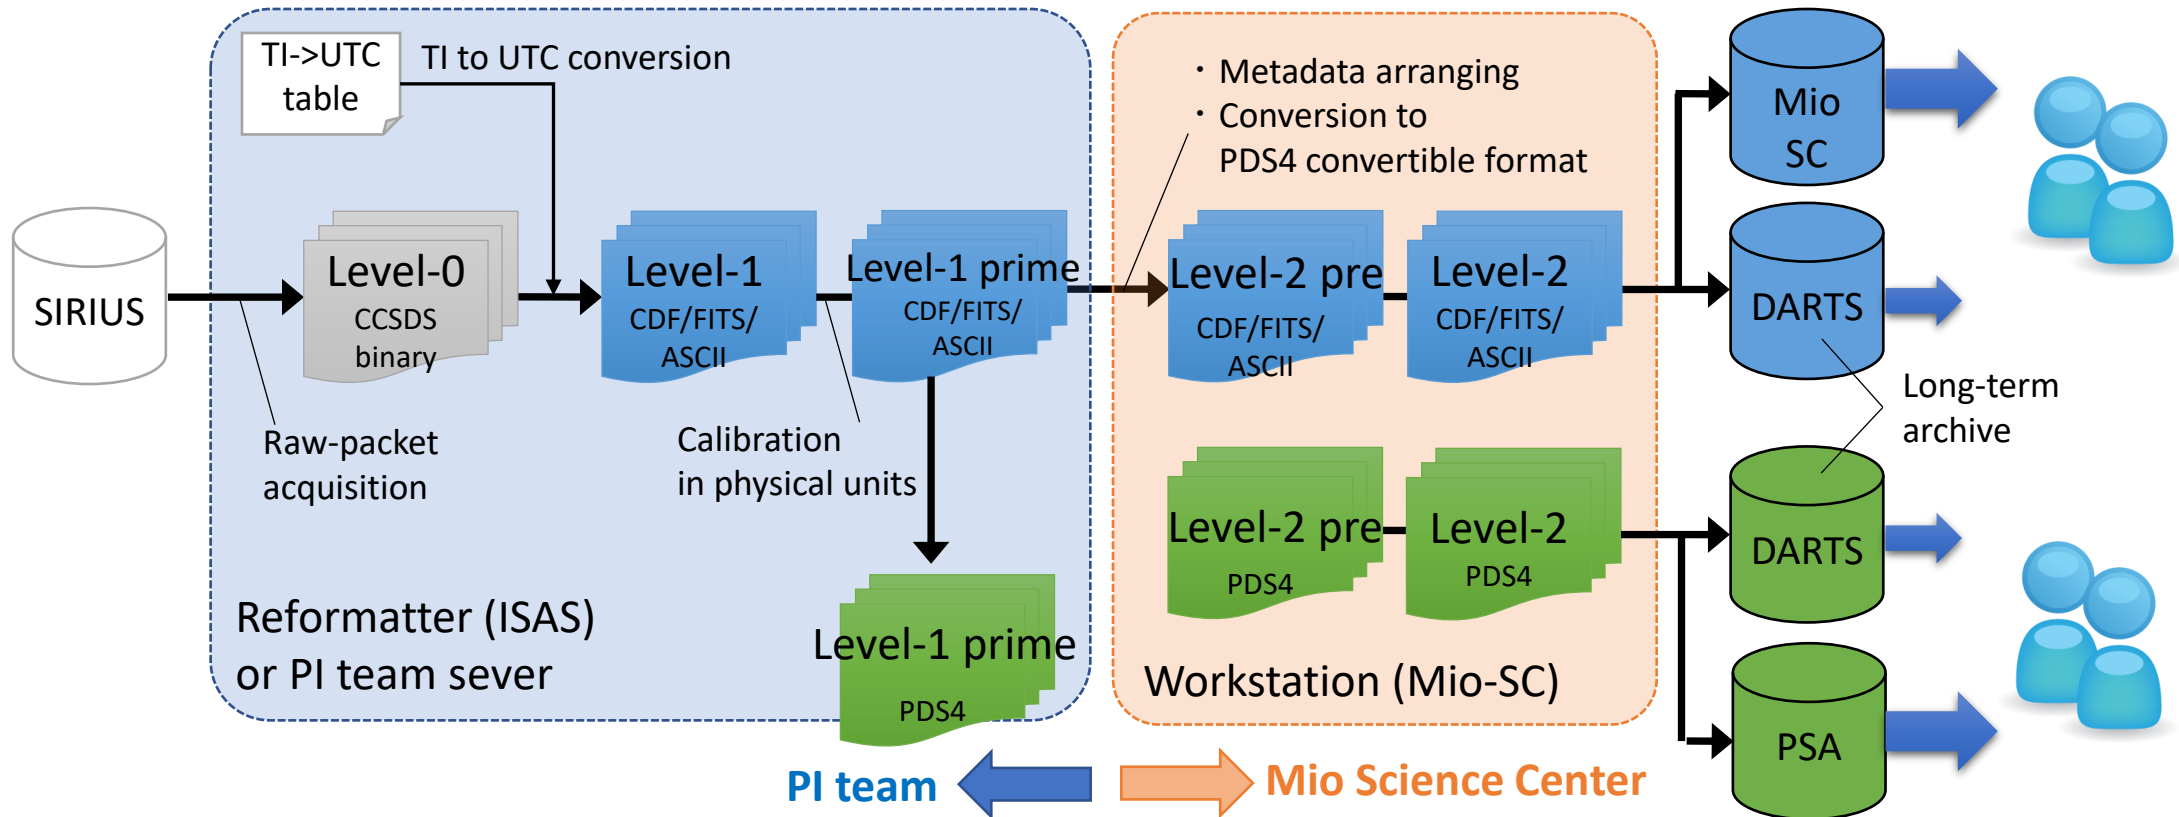 TI->UTC
table
TI to UTC conversion
SIRIUS
Level-0
CCSDS
binary
Raw-packet
acquisition
Level-1
CDF/FITS/
ASCII
Level-1 prime
CDF/FITS/
ASCII
Calibration
in physical units
Level-1 prime
PDS4
Reformatter (ISAS)
or PI team sever
・Metadata arranging
・Conversion to
PDS4 convertible format
Level-2 pre
CDF/FITS/
ASCII
Level-2
CDF/FITS/
ASCII
Level-2 pre
PDS4
Level-2
PDS4
Workstation (Mio-SC)
Mio
SC
DARTS
Long-term
archive
DARTS
PSA
PI team
Mio Science Center